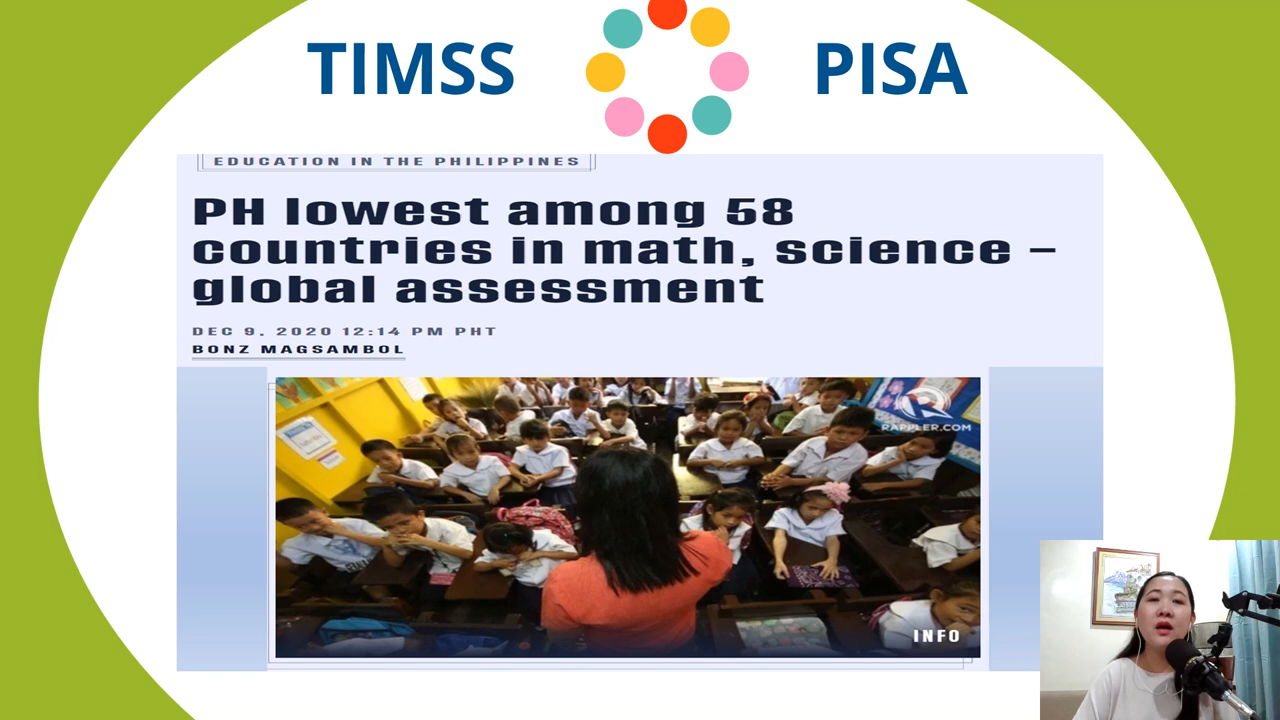 TIMSS PISA
EDUCATION IN THE PHILIPPINES
PH lowest among 58
countries in math, science –
global assessment
DEC 9, 2020 12:14 PM PHT
BONZ MAGSAMBOL
RAPPLER.COM
INFO